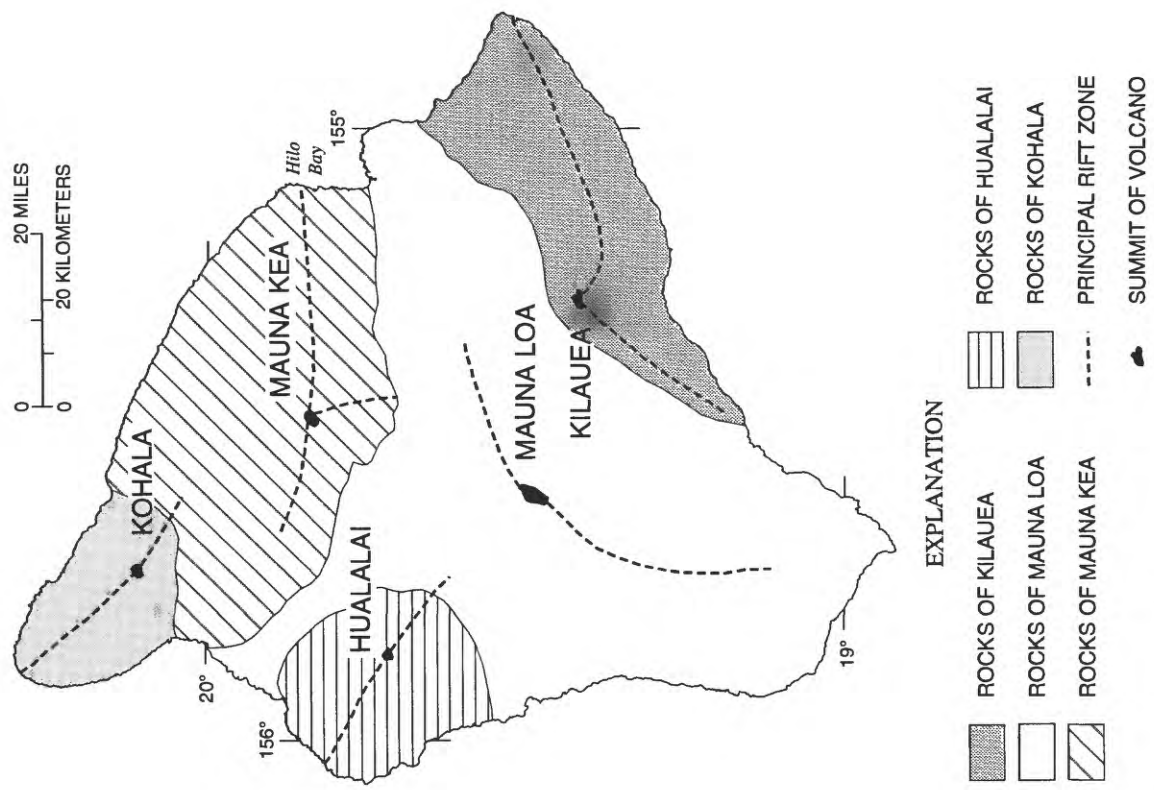 0 20 MILES
0 20 KILOMETERS
KOHALA
MAUNA KEA
Hilo
Bay
20°
HUALALAI
156°
155°
MAUNA LOA
KILAUEA
19°
EXPLANATION
ROCKS OF KILAUEA
ROCKS OF MAUNA LOA
ROCKS OF MAUNA KEA
ROCKS OF HUALALAI
ROCKS OF KOHALA
PRINCIPAL RIFT ZONE
SUMMIT OF VOLCANO